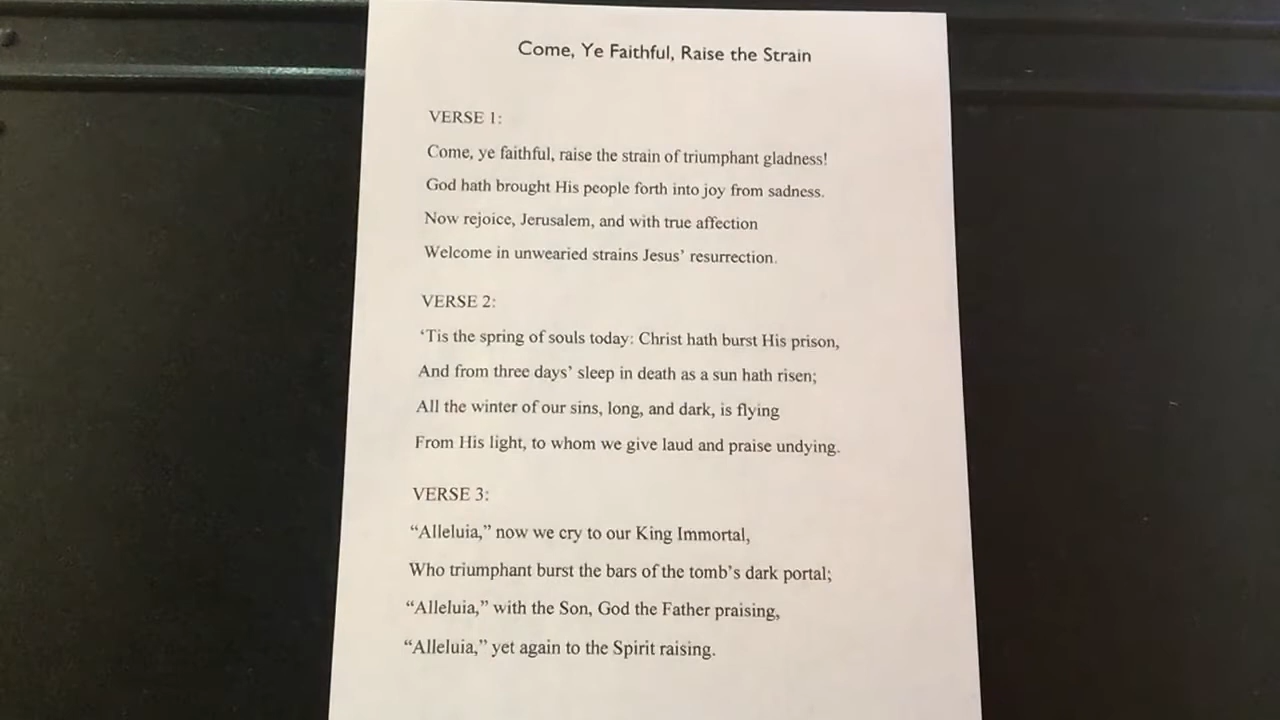 Come, Ye Faithful, Raise the Strain
VERSE 1:
Come, ye faithful, raise the strain of triumphant gladness!
God hath brought His people forth into joy from sadness.
Now rejoice, Jerusalem, and with true affection
Welcome in unwearied strains Jesus’ resurrection.
VERSE 2:
‘Tis the spring of souls today: Christ hath burst His prison,
And from three days’ sleep in death as a sun hath risen;
All the winter of our sins, long, and dark, is flying
From His light, to whom we give laud and praise undying.
VERSE 3:
“Alleluia,” now we cry to our King Immortal,
Who triumphant burst the bars of the tomb’s dark portal;
“Alleluia,” with the Son, God the Father praising,
“Alleluia,” yet again to the Spirit raising.